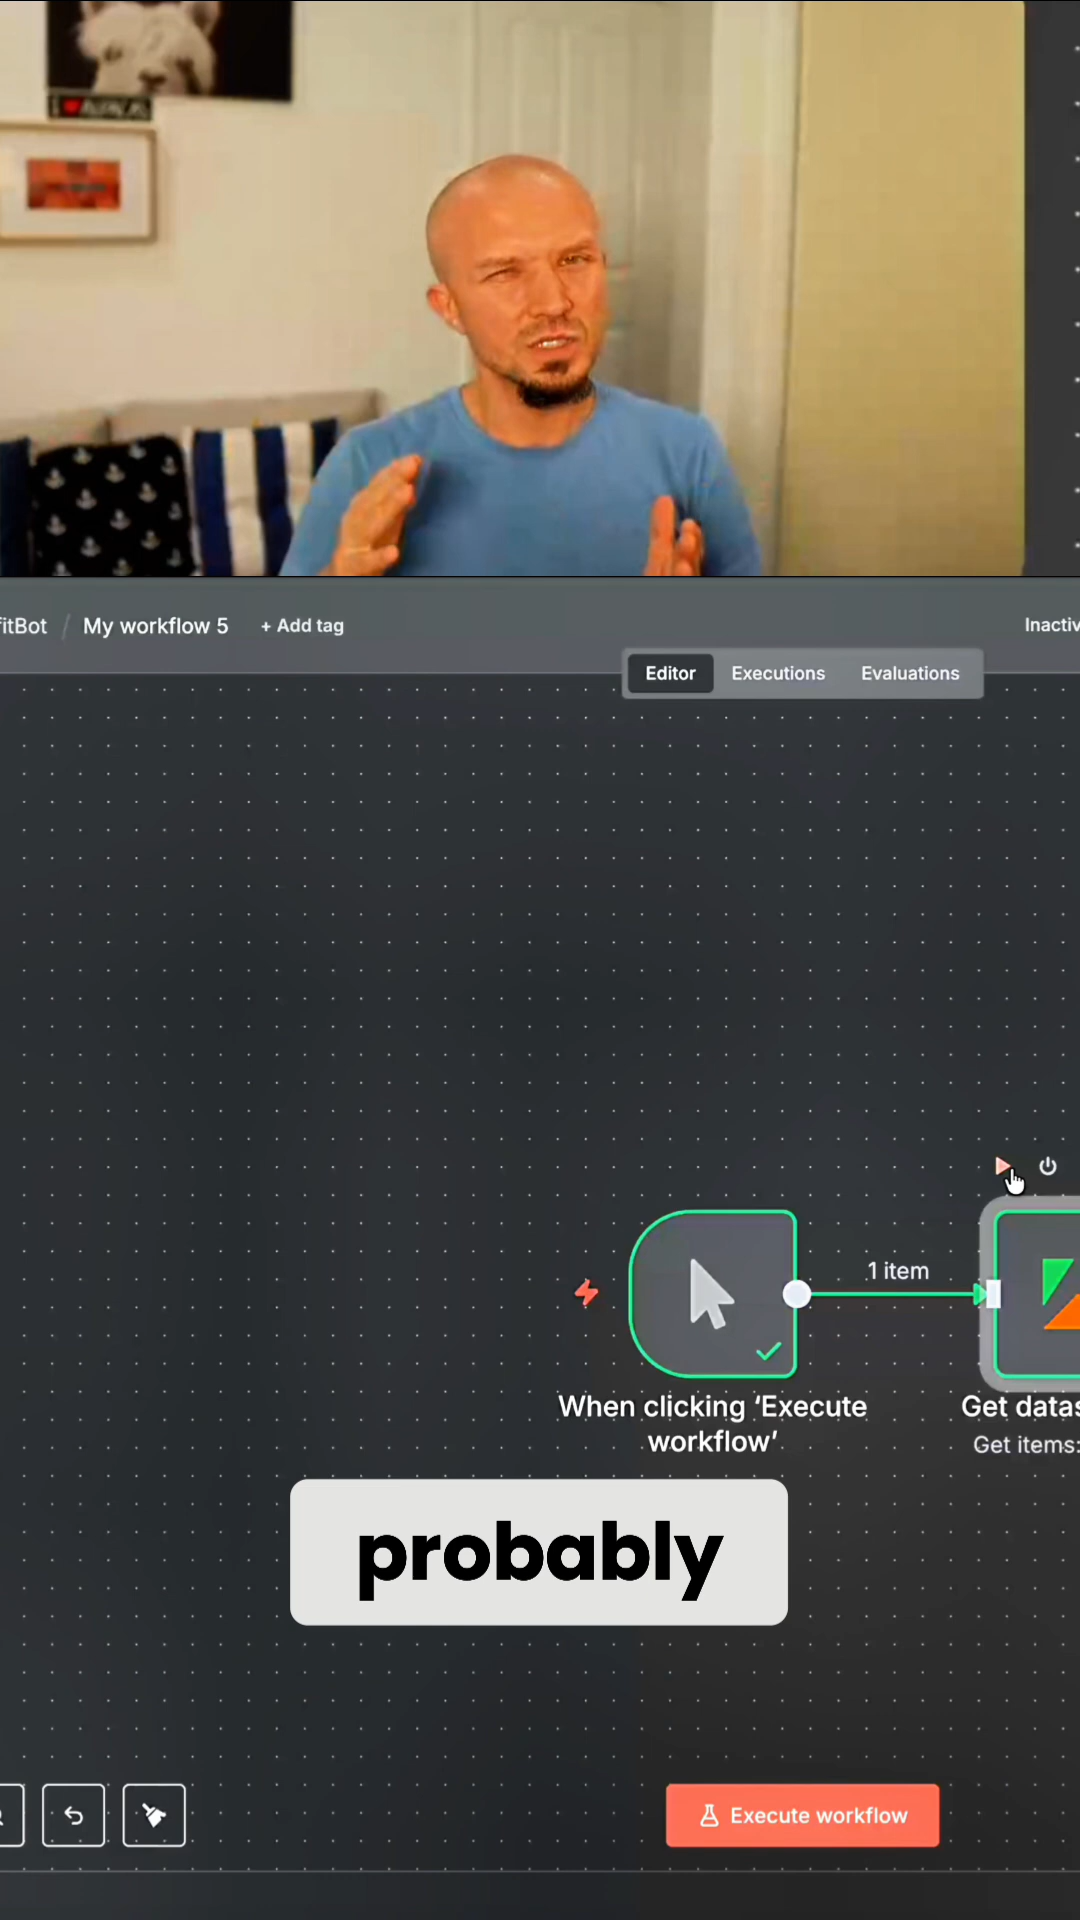 itBot / My workflow 5 + Add tag
Inactiv
Editor Executions Evaluations
1 item
When clicking ‘Execute
workflow’
Get datas
Get items:
probably
Execute workflow